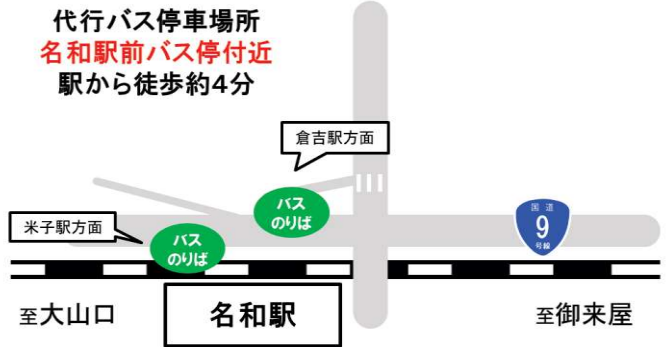 代行バス停車場所
名和駅前バス停付近
駅から徒歩約4分
倉吉駅方面
バス
のりば
米子駅方面
バス
のりば
国道
9
号線
至大山口
名和駅
至御来屋